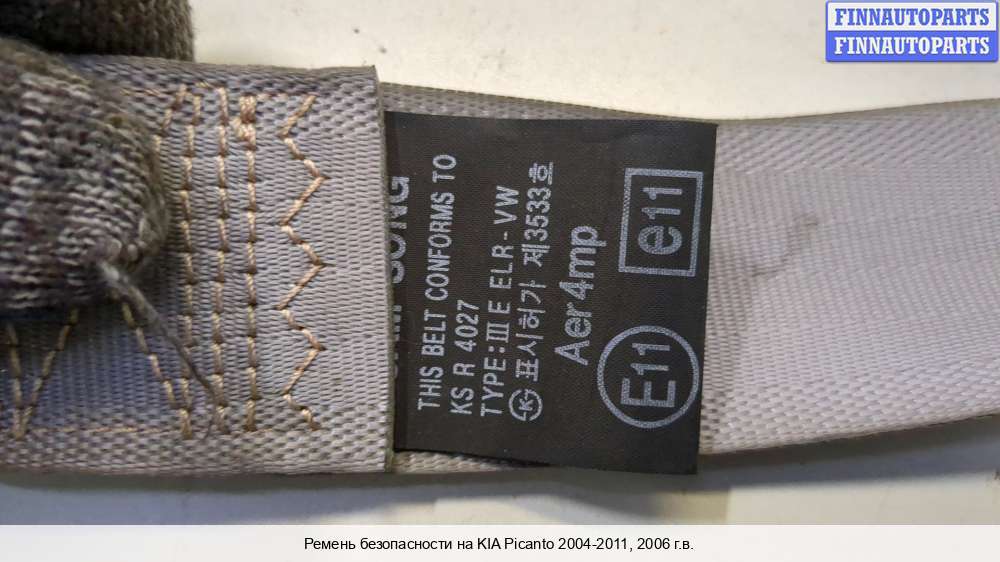 FINNAUTOPARTS
FINNAUTOPARTS
SONG
THIS BELT CONFORMS TO
KS R 4027
TYPE:Ⅲ E ELR-VW
표시허가 제3533호
Aer4mp
E11
e11
Ремень безопасности на KIA Picanto 2004-2011, 2006 г.в.